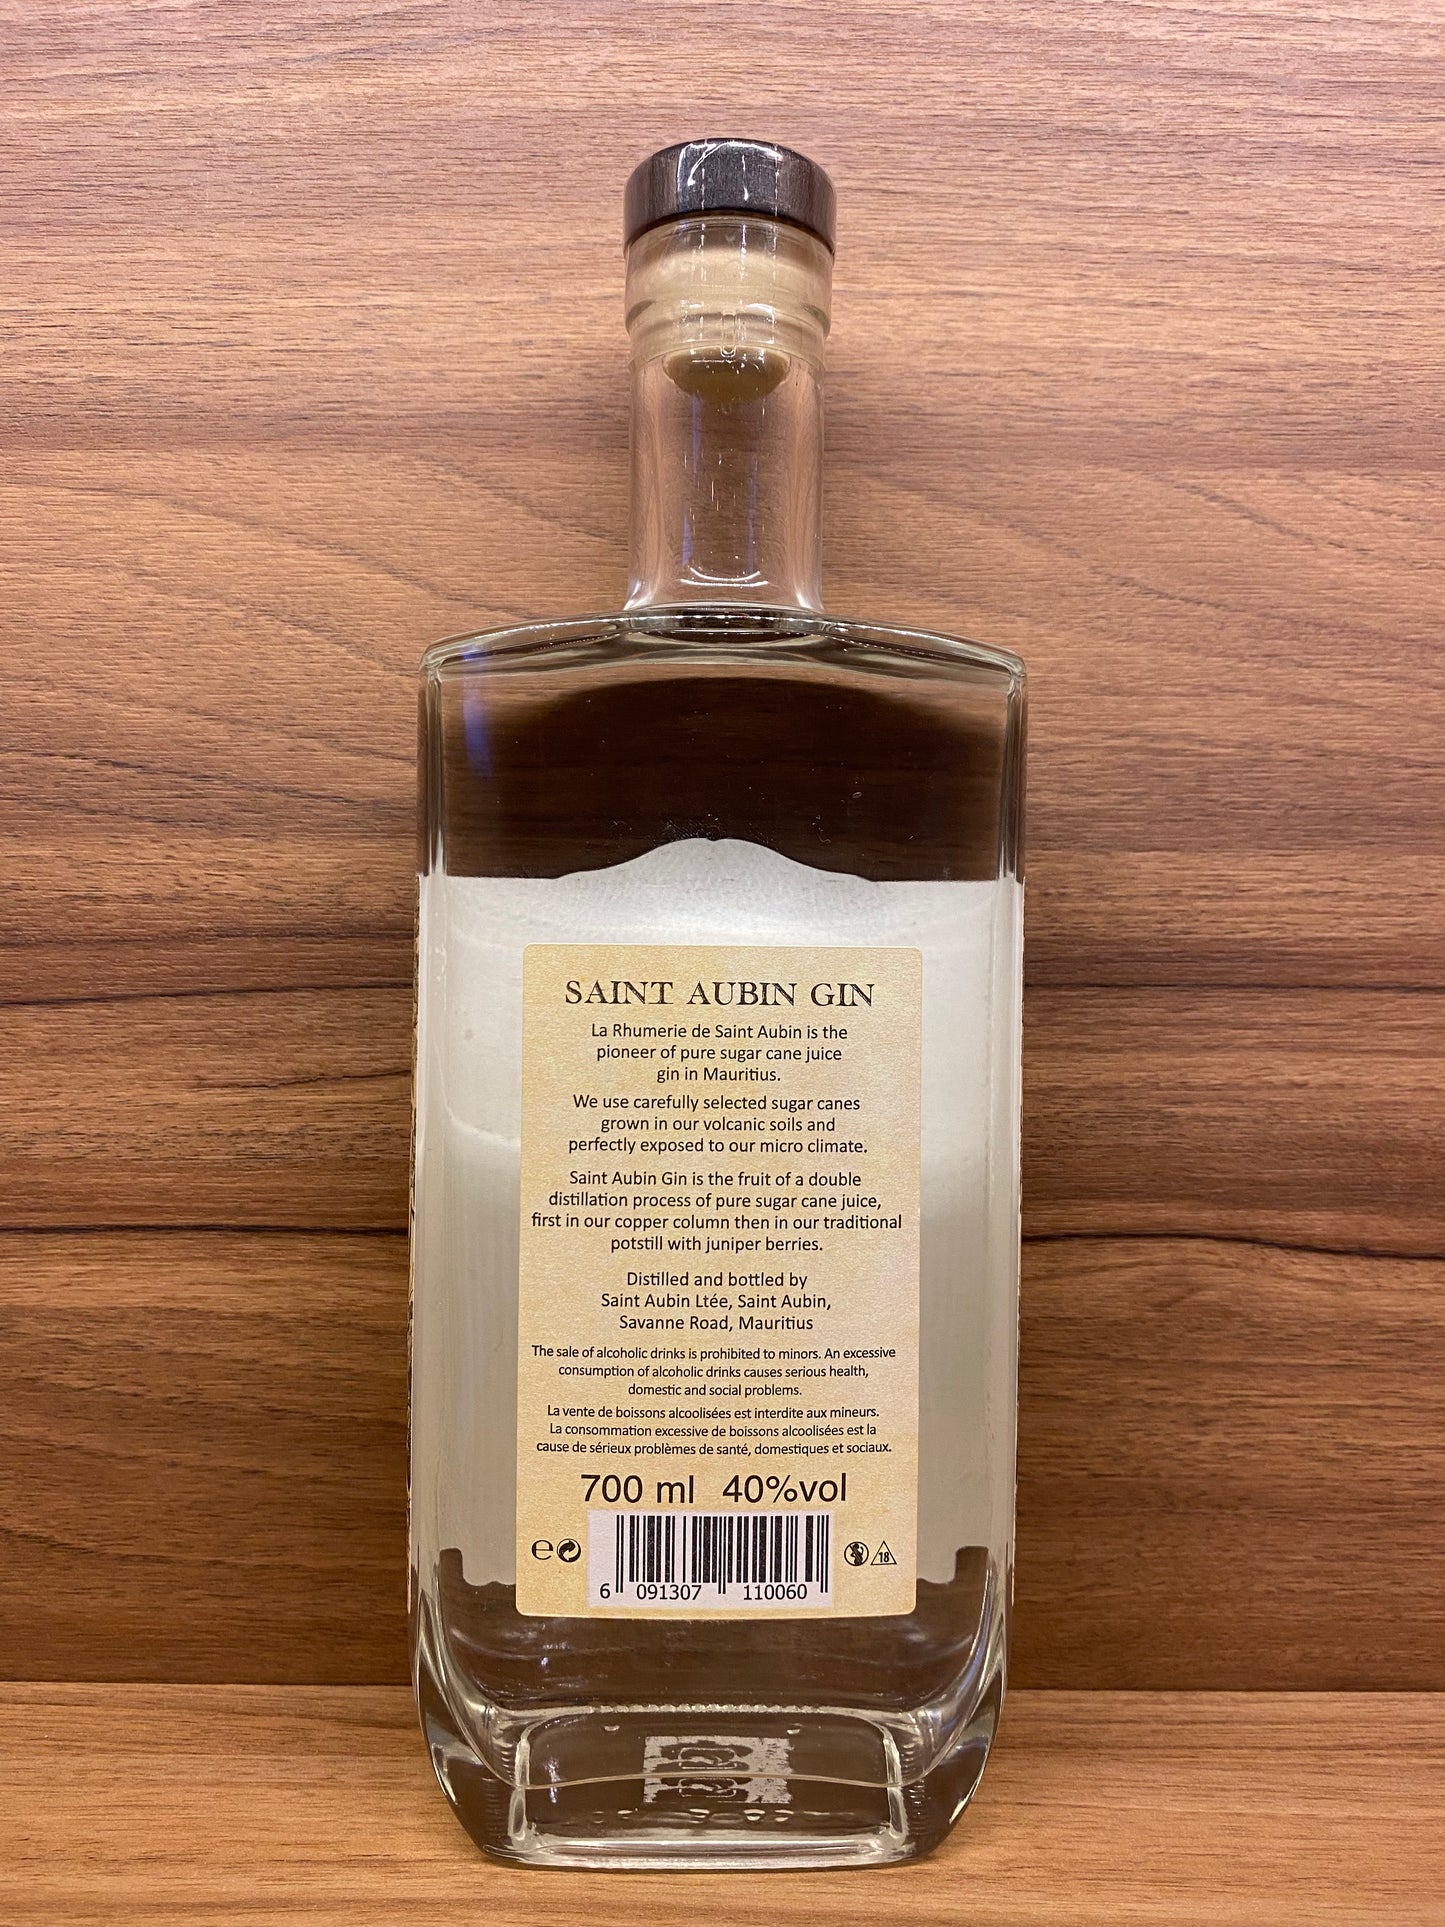 SAINT AUBIN GIN
La Rhumerie de Saint Aubin is the
pioneer of pure sugar cane juice
gin in Mauritius.
We use carefully selected sugar canes
grown in our volcanic soils and
perfectly exposed to our micro climate.
Saint Aubin Gin is the fruit of a double
distillation process of pure sugar cane juice,
first in our copper column then in our traditional
potstill with juniper berries.
Distilled and bottled by
Saint Aubin Ltée, Saint Aubin,
Savanne Road, Mauritius
The sale of alcoholic drinks is prohibited to minors. An excessive
consumption of alcoholic drinks causes serious health,
domestic and social problems.
La vente de boissons alcoolisées est interdite aux mineurs.
La consommation excessive de boissons alcoolisées est la
cause de sérieux problèmes de santé, domestiques et sociaux.
700 ml 40%vol
e 18
6 091307 110060